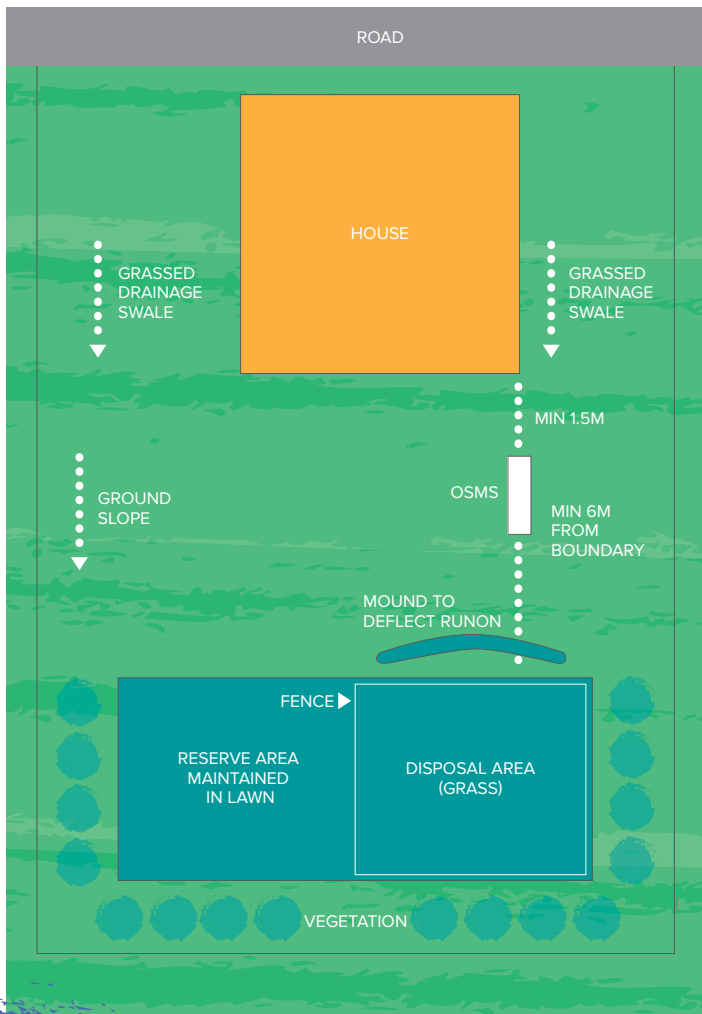 ROAD
HOUSE
GRASSED
DRAINAGE
SWALE
GRASSED
DRAINAGE
SWALE
MIN 1.5M
GROUND
SLOPE
OSMS
MIN 6M
FROM
BOUNDARY
MOUND TO
DEFLECT RUNON
FENCE
RESERVE AREA
MAINTAINED
IN LAWN
DISPOSAL AREA
(GRASS)
VEGETATION